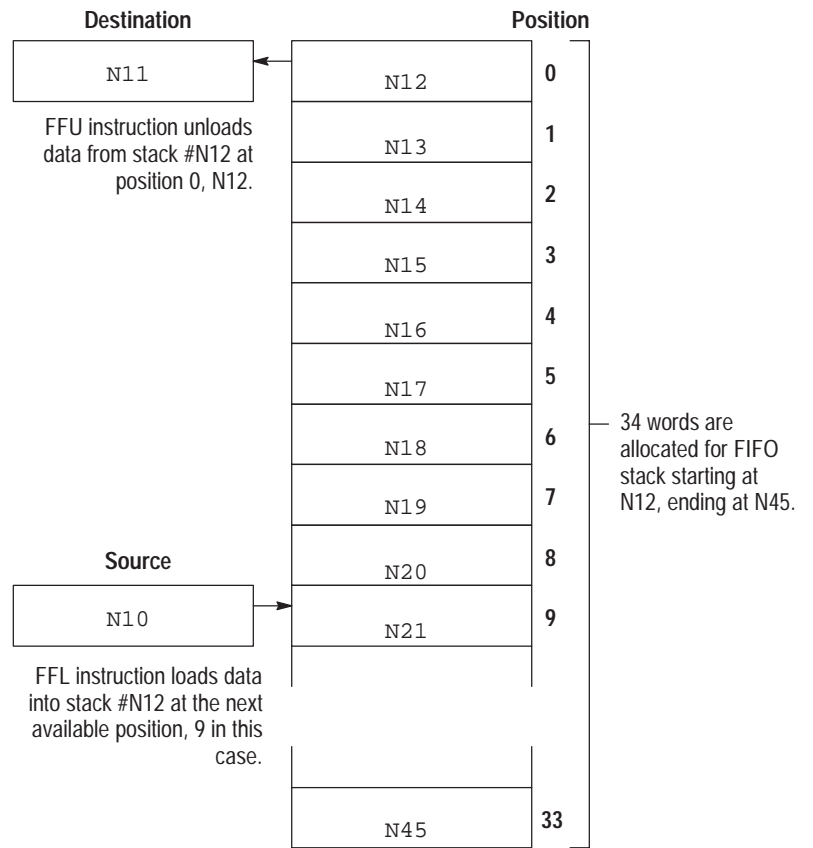 Destination
Position
N11
N12
0
FFU instruction unloads
data from stack #N12 at
position 0, N12.
N13
1
N14
2
N15
3
N16
4
N17
5
N18
6
34 words are
allocated for FIFO
stack starting at
N12, ending at N45.
N19
7
Source
N20
8
N10
N21
9
FFL instruction loads data
into stack #N12 at the next
available position, 9 in this
case.
N45
33